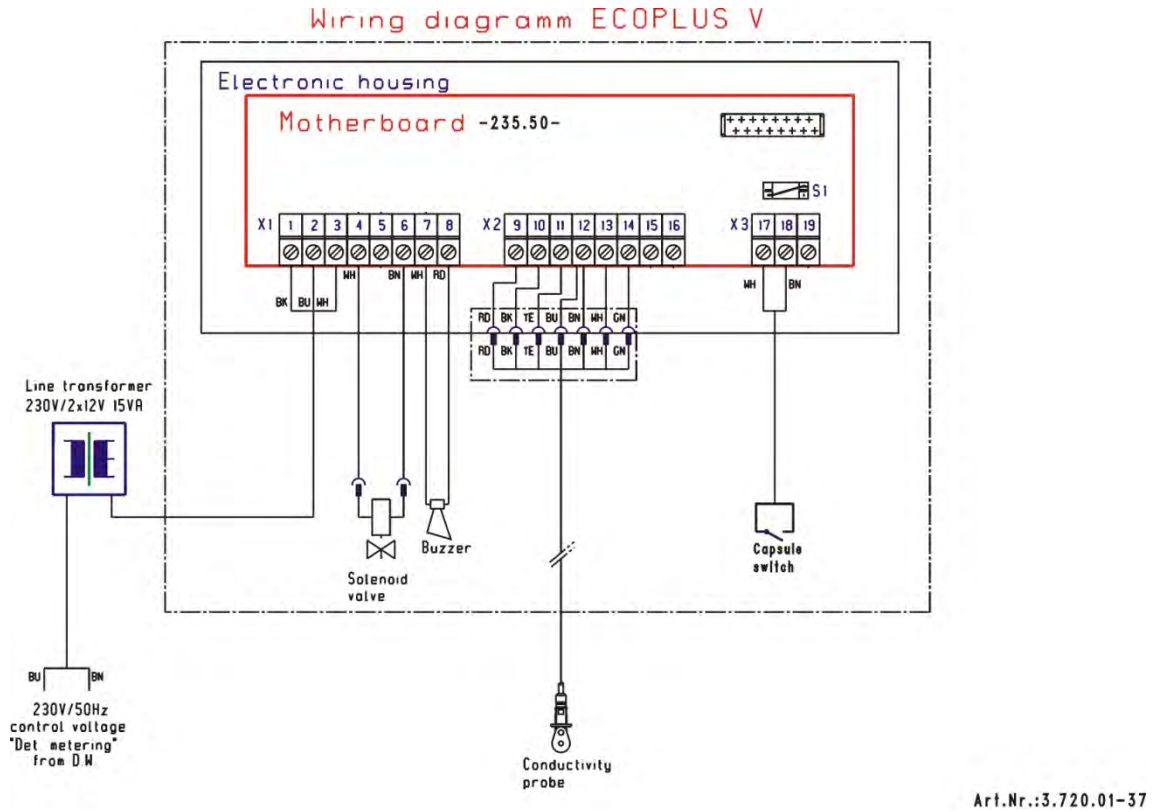 Wiring diagramm ECOPLUS V
Electronic housing
Motherboard -235.50-
S1
X1 1 2 3 4 5 6 7 8
X2 9 10 11 12 13 14 15 16
X3 17 18 19
WH BN WH RD
BK BU WH
WH BN
RD BK TE BU BN WH GN
RD BK TE BU BN WH GN
Line transformer
230V/2x12V 15VA
Buzzer
Solenoid
valve
Capsule
switch
BU BN
230V/50Hz
control voltage
"Det. metering"
from D.W.
Conductivity
probe
Art.Nr.:3.720.01-37